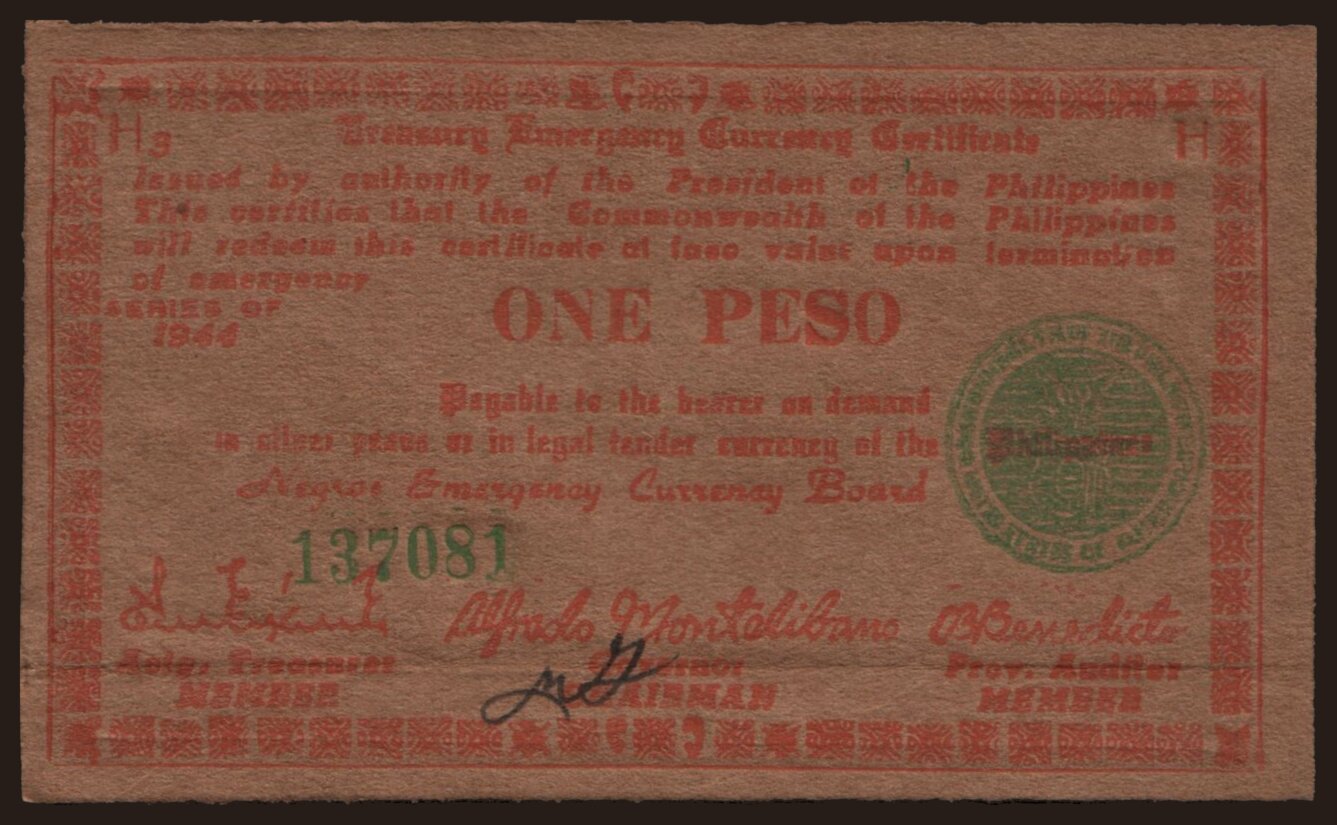 H3 Treasury Emergency Currency Certificate H
Issued by authority of the President of the Philippines
This certifies that the Commonwealth of the Philippines
will redeem this certificate at face value upon termination
of emergency
SERIES OF
1944
ONE PESO
Payable to the bearer on demand
in silver pesos or in legal tender currency of the Philippines
Negros Emergency Currency Board
137081
Alfredo Montelibano BBenedicto
Actg. Treasurer Governor Prov. Auditor
MEMBER CHAIRMAN MEMBER